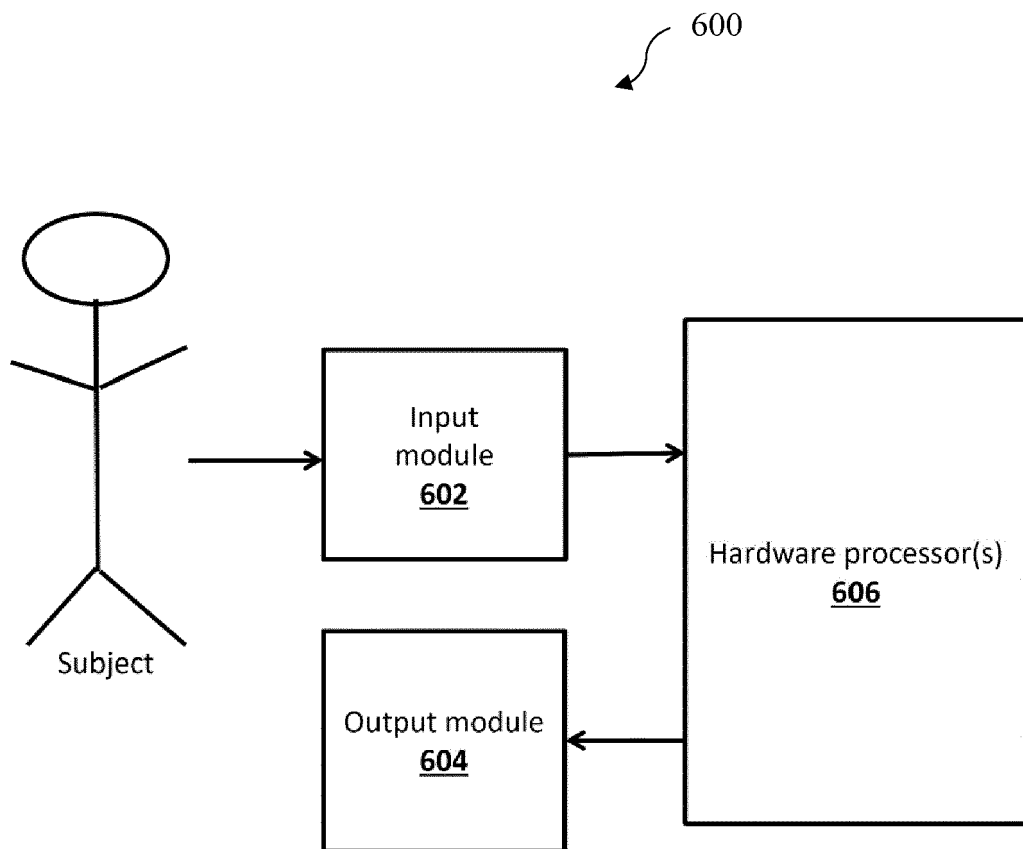 600
Input
module
602
Hardware processor(s)
606
Subject
Output module
604